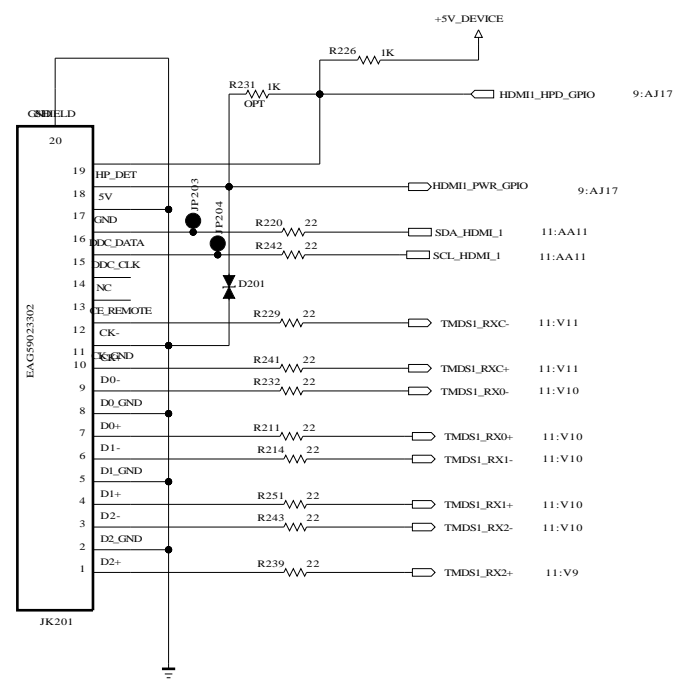 +5V_DEVICE
R226 1K
R231 1K
OPT
HDMI1_HPD_GPIO 9:AJ17
SHIELD
20
19 HP_DET
JP203
HDMI1_PWR_GPIO 9:AJ17
18 5V
JP204
17 GND
R220 22 SDA_HDMI_1 11:AA11
16 DDC_DATA
R242 22 SCL_HDMI_1 11:AA11
15 DDC_CLK
D201
14 NC
13 CE_REMOTE
R229 22 TMDS1_RXC- 11:V11
12 CK-
11 CK_GND
10 CK+
R241 22 TMDS1_RXC+ 11:V11
D0-
R232 22 TMDS1_RX0- 11:V10
9
D0_GND
8
D0+
R211 22 TMDS1_RX0+ 11:V10
7
D1-
R214 22 TMDS1_RX1- 11:V10
6
D1_GND
5
D1+
R251 22 TMDS1_RX1+ 11:V10
4
D2-
R243 22 TMDS1_RX2- 11:V10
3
D2_GND
2
D2+
R239 22 TMDS1_RX2+ 11:V9
1
EAG59023302
JK201